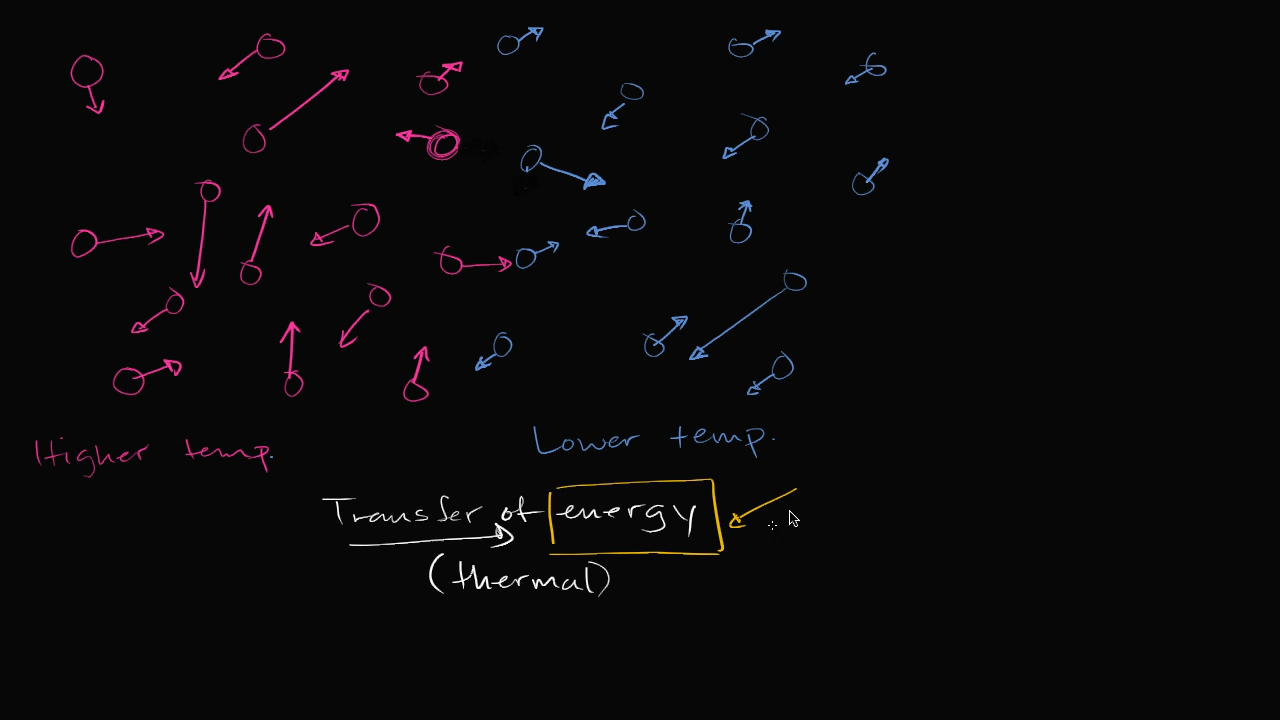 Higher temp.
Lower temp.
Transfer of energy
(thermal)